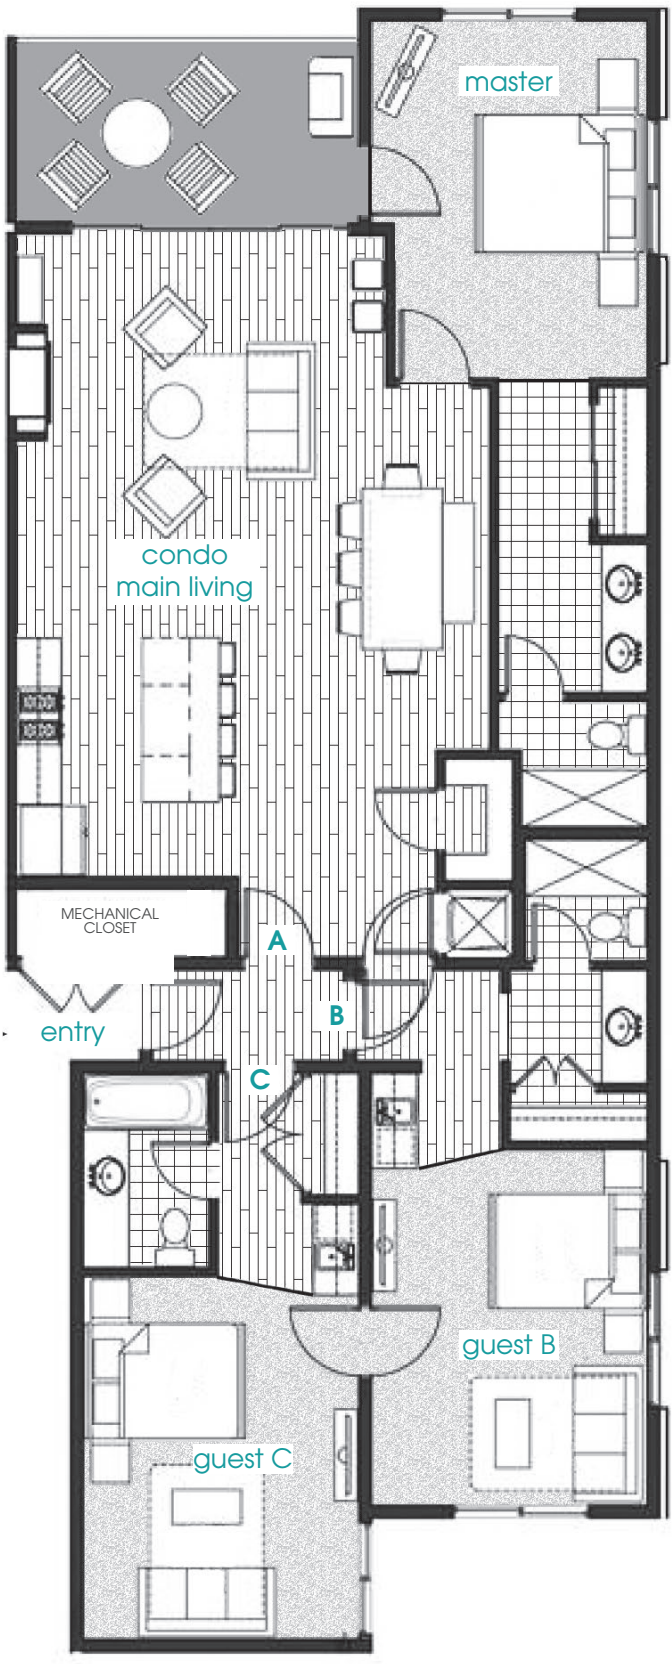 master
condo
main living
MECHANICAL
CLOSET
A
B
entry
C
guest B
guest C